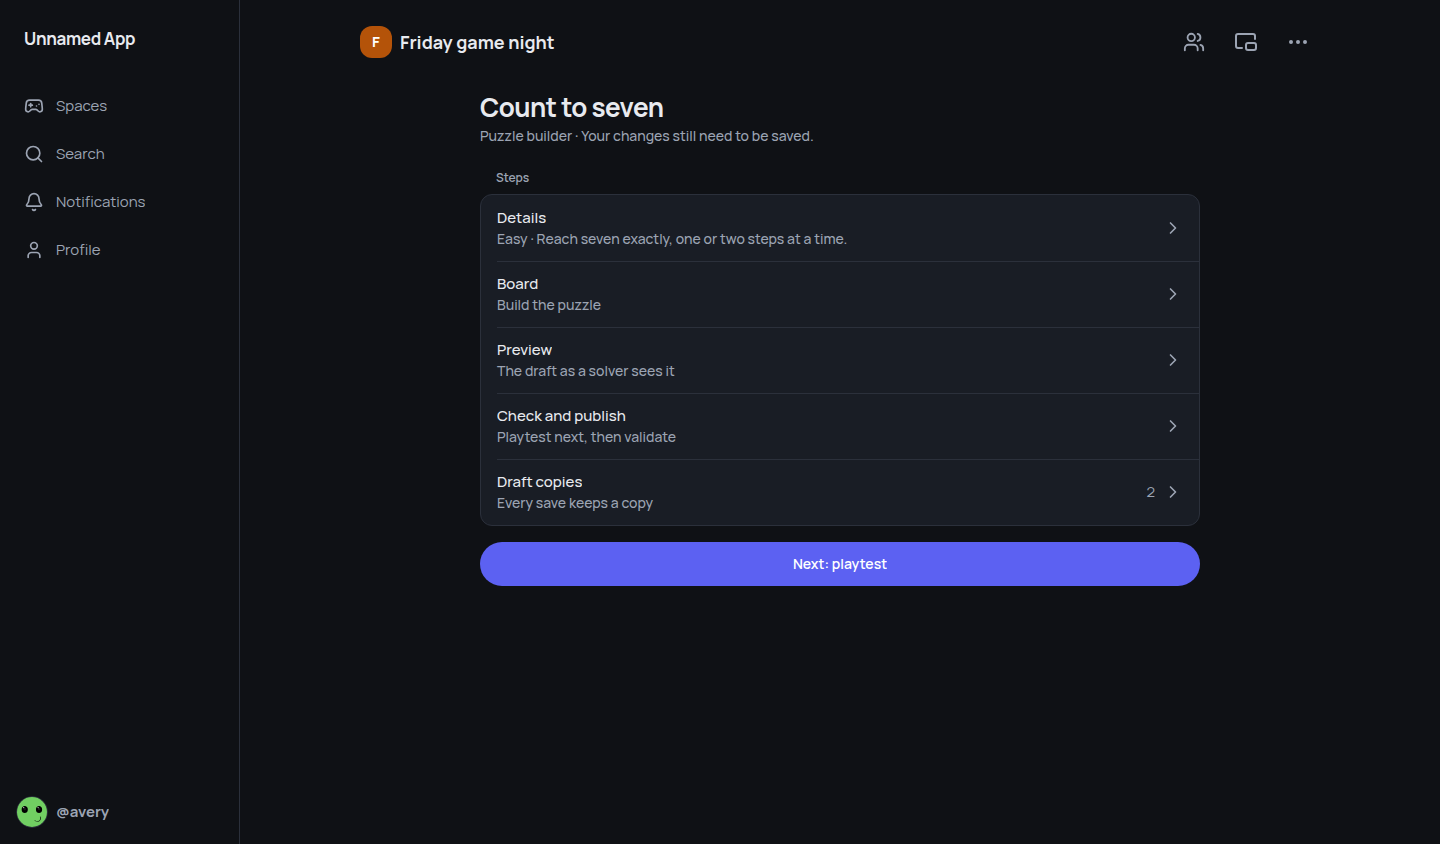 Unnamed App
Spaces
Search
Notifications
Profile
@avery
F
Friday game night
Count to seven
Puzzle builder · Your changes still need to be saved.
Steps
Details
Easy · Reach seven exactly, one or two steps at a time.
Board
Build the puzzle
Preview
The draft as a solver sees it
Check and publish
Playtest next, then validate
Draft copies
Every save keeps a copy
2
Next: playtest